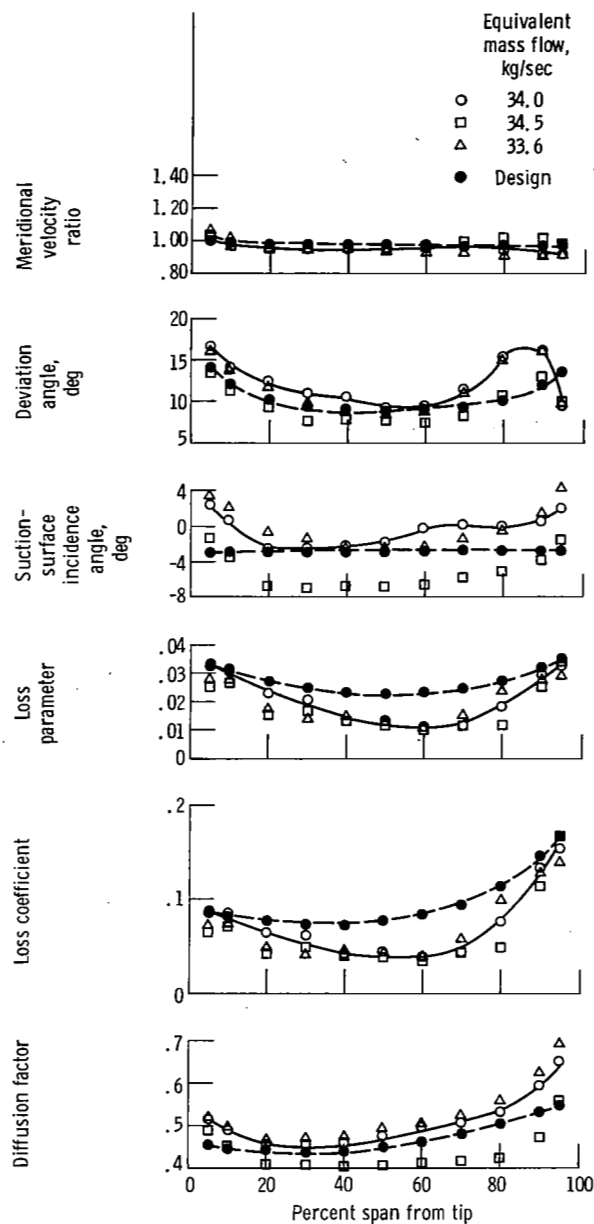 Equivalent
mass flow,
kg/sec
34.0
34.5
33.6
Design
Meridional
velocity
ratio
1.40
1.20
1.00
.80
Deviation
angle,
deg
20
15
10
5
Suction-
surface
incidence
angle,
deg
4
0
-4
-8
Loss
parameter
.04
.03
.02
.01
0
Loss coefficient
.2
.1
0
Diffusion factor
.7
.6
.5
.4
0 20 40 60 80 100
Percent span from tip